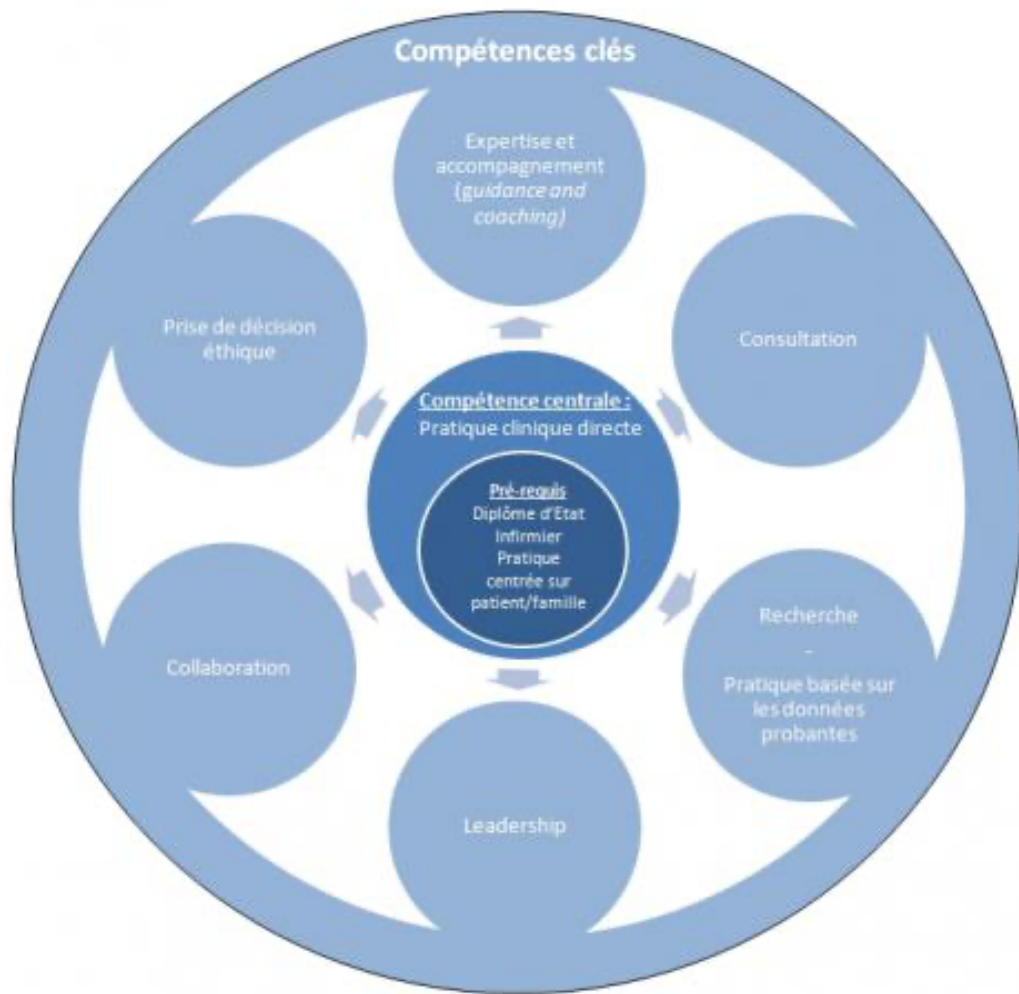 Compétences clés
Expertise et
accompagnement
(guidance and
coaching)
Prise de décision
éthique
Consultation
Compétence centrale :
Pratique clinique directe
Pré-requis
Diplôme d'Etat
Infirmier
Pratique
centrée sur
patient/famille
Collaboration
Recherche
-
Pratique basée sur
les données
probantes
Leadership